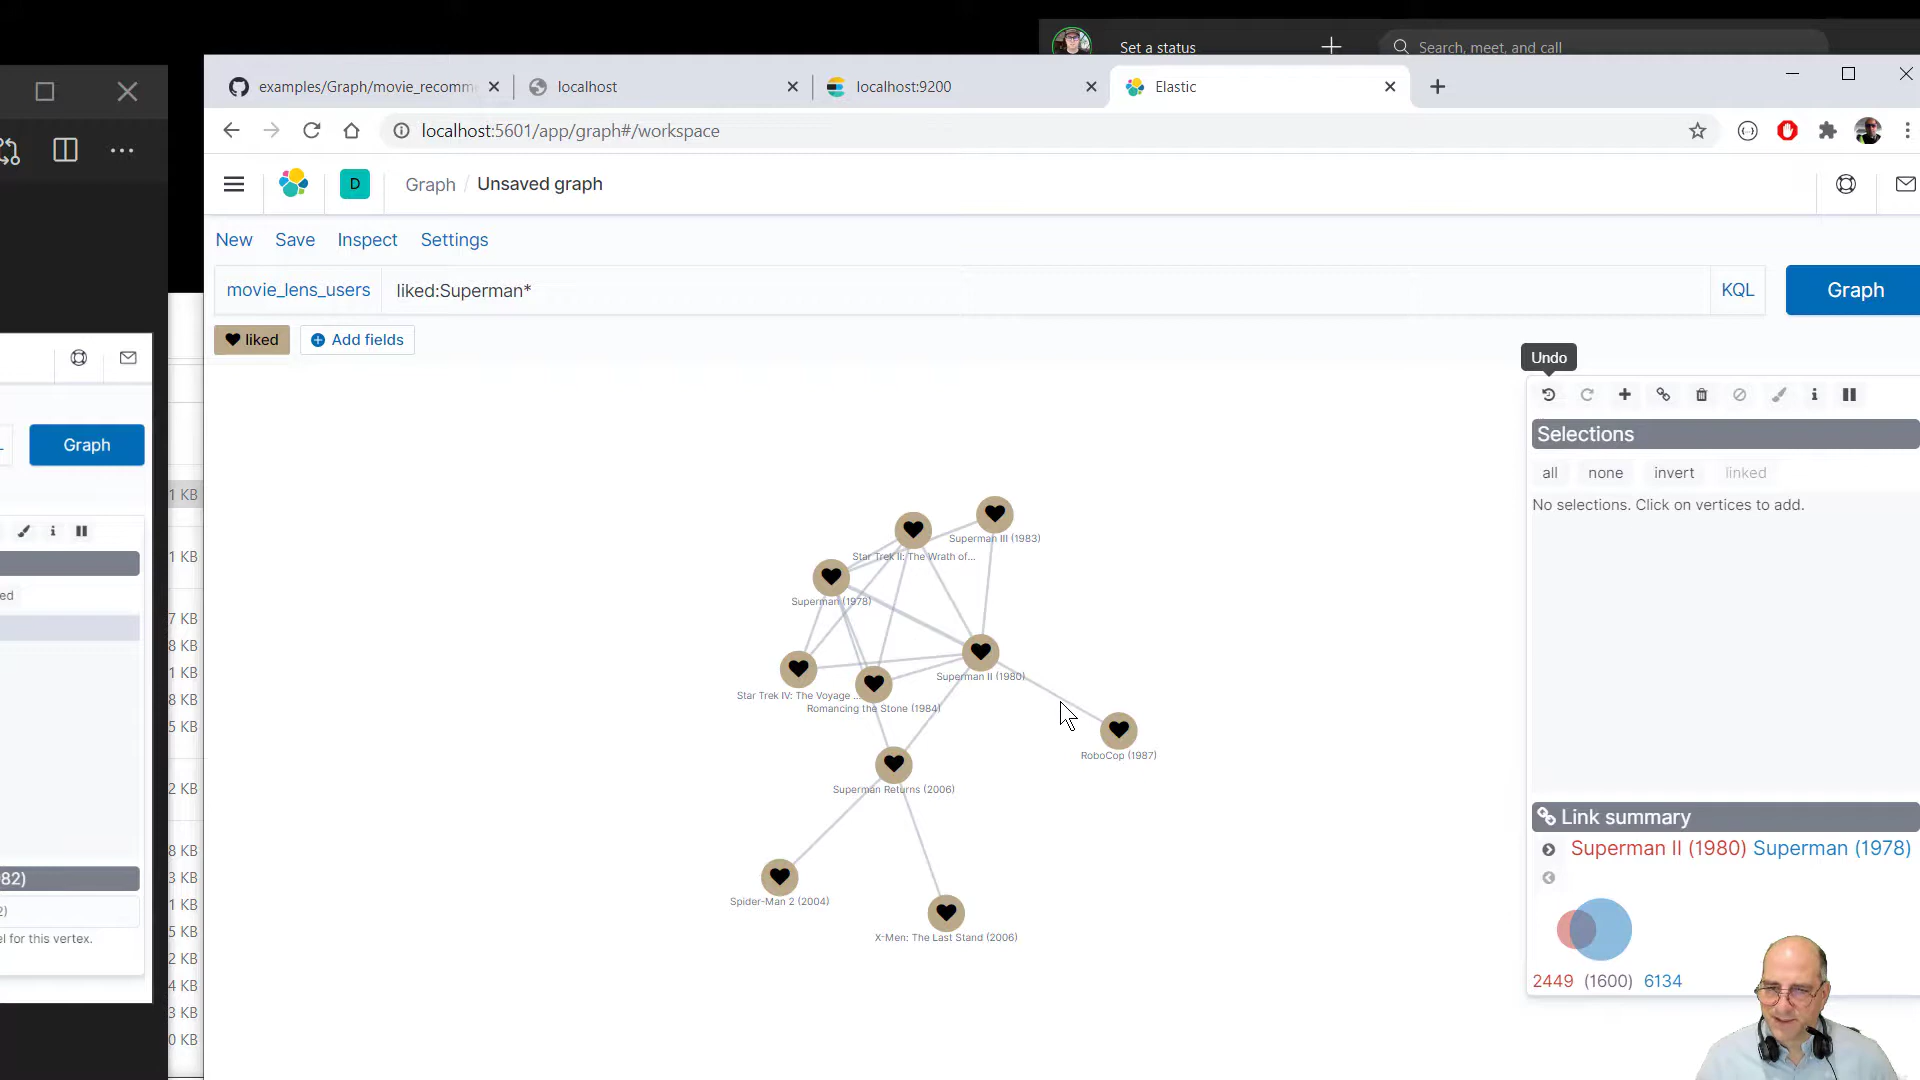 Set a status
Search, meet, and call
examples/Graph/movie_recomm
localhost
localhost:9200
Elastic
localhost:5601/app/graph#/workspace
D
Graph / Unsaved graph
New Save Inspect Settings
movie_lens_users
liked:Superman*
KQL
Graph
liked
Add fields
Undo
Selections
all none invert linked
No selections. Click on vertices to add.
Superman III (1983)
Star Trek II: The Wrath of...
Superman (1978)
Superman II (1980)
Star Trek IV: The Voyage ...
Romancing the Stone (1984)
RoboCop (1987)
Superman Returns (2006)
Spider-Man 2 (2004)
X-Men: The Last Stand (2006)
Link summary
Superman II (1980) Superman (1978)
2449 (1600) 6134
Graph
ed
82)
2)
el for this vertex.
1 KB
1 KB
7 KB
8 KB
1 KB
8 KB
5 KB
2 KB
8 KB
3 KB
1 KB
5 KB
2 KB
4 KB
3 KB
0 KB